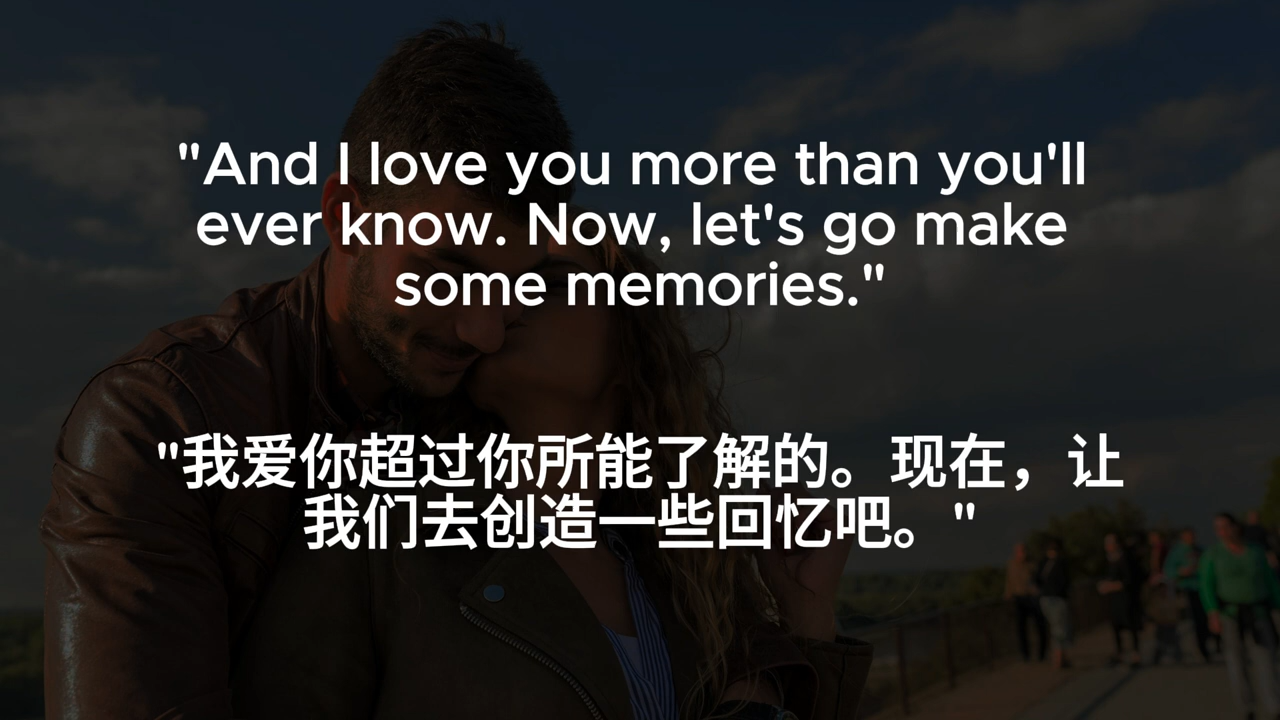 "And I love you more than you'll
ever know. Now, let's go make
some memories."
"我爱你超过你所能了解的。现在，让
我们去创造一些回忆吧。"